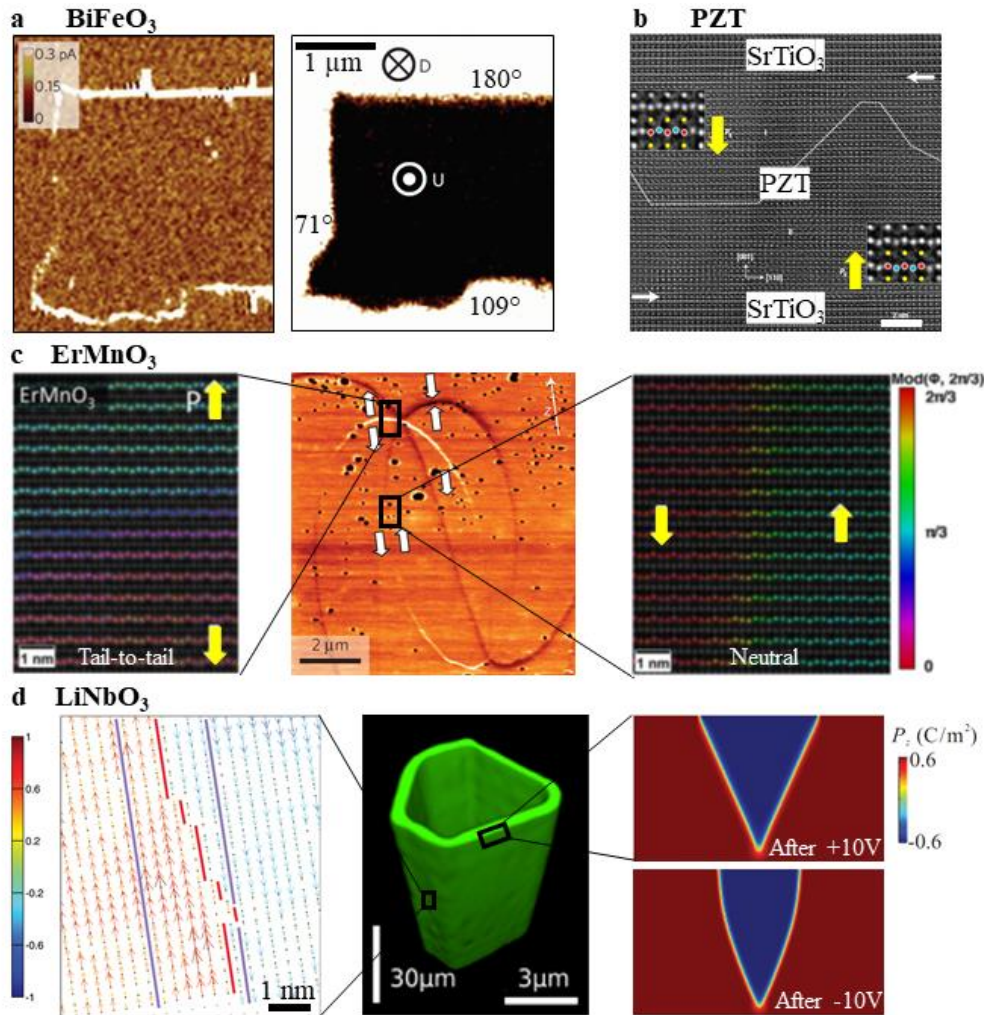 a BiFeO₃
0.3 pA
0.15
0
1 µm
D
180°
U
71°
109°
b PZT
SrTiO₃
PZT
[001]
[110]
SrTiO₃
c ErMnO₃
ErMnO₃
P
1 nm
Tail-to-tail
z
2 µm
Mod(Φ, 2π/3)
2π/3
π/3
0
1 nm
Neutral
d LiNbO₃
1
0.6
0.2
-0.2
-0.6
-1
1 nm
30µm
3µm
After +10V
P_z (C/m²)
0.6
-0.6
After -10V